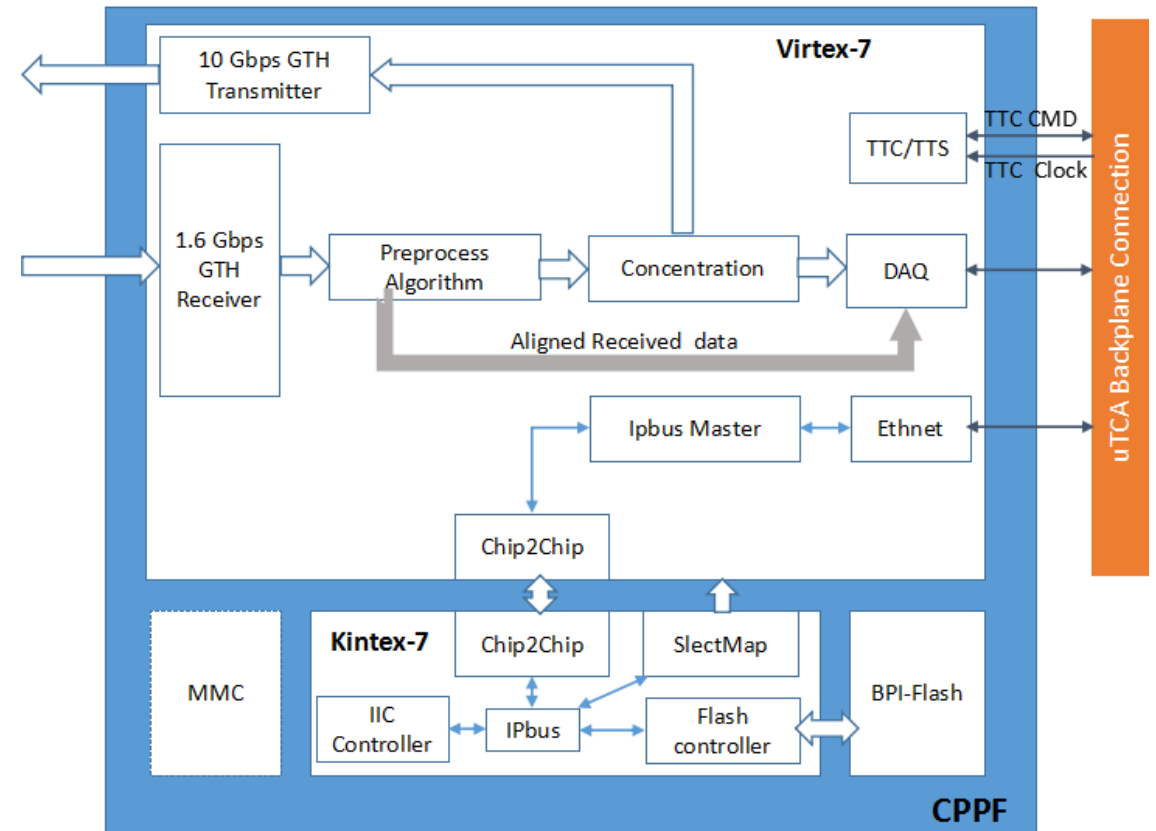 Virtex-7
10 Gbps GTH
Transmitter
TTC CMD
TTC/TTS
TTC Clock
1.6 Gbps
GTH
Receiver
Preprocess
Algorithm
Concentration
DAQ
Aligned Received data
Ipbus Master
Ethnet
uTCA Backplane Connection
Chip2Chip
Kintex-7
Chip2Chip
SlectMap
MMC
BPI-Flash
IIC
Controller
IPbus
Flash
controller
CPPF